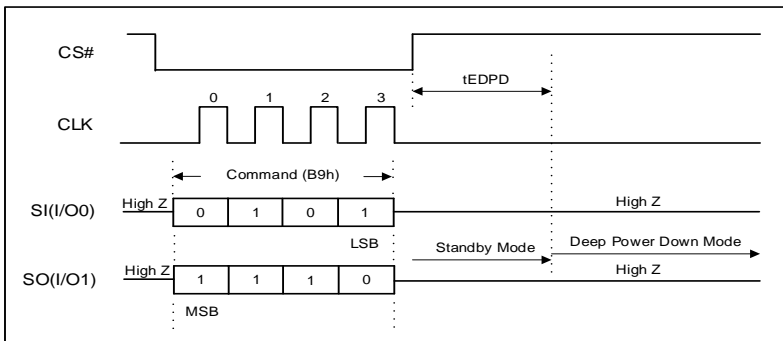 CS#
tEDPD
0 1 2 3
CLK
Command (B9h)
High Z High Z
SI(I/O0) 0 1 0 1
LSB Standby Mode Deep Power Down Mode
High Z High Z
SO(I/O1) 1 1 1 0
MSB